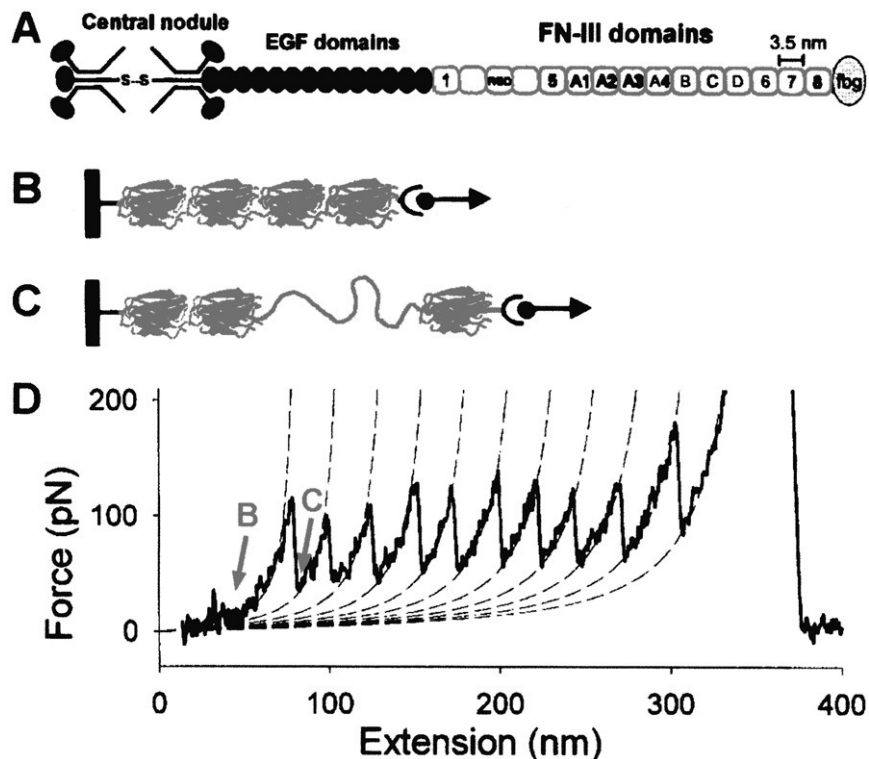 A
Central nodule
EGF domains
FN-III domains
3.5 nm
S--S
1 RGD 5 A1 A2 A3 A4 B C D 6 7 8 fbg
B
C
D
200
100
0
Force (pN)
B
C
0 100 200 300 400
Extension (nm)